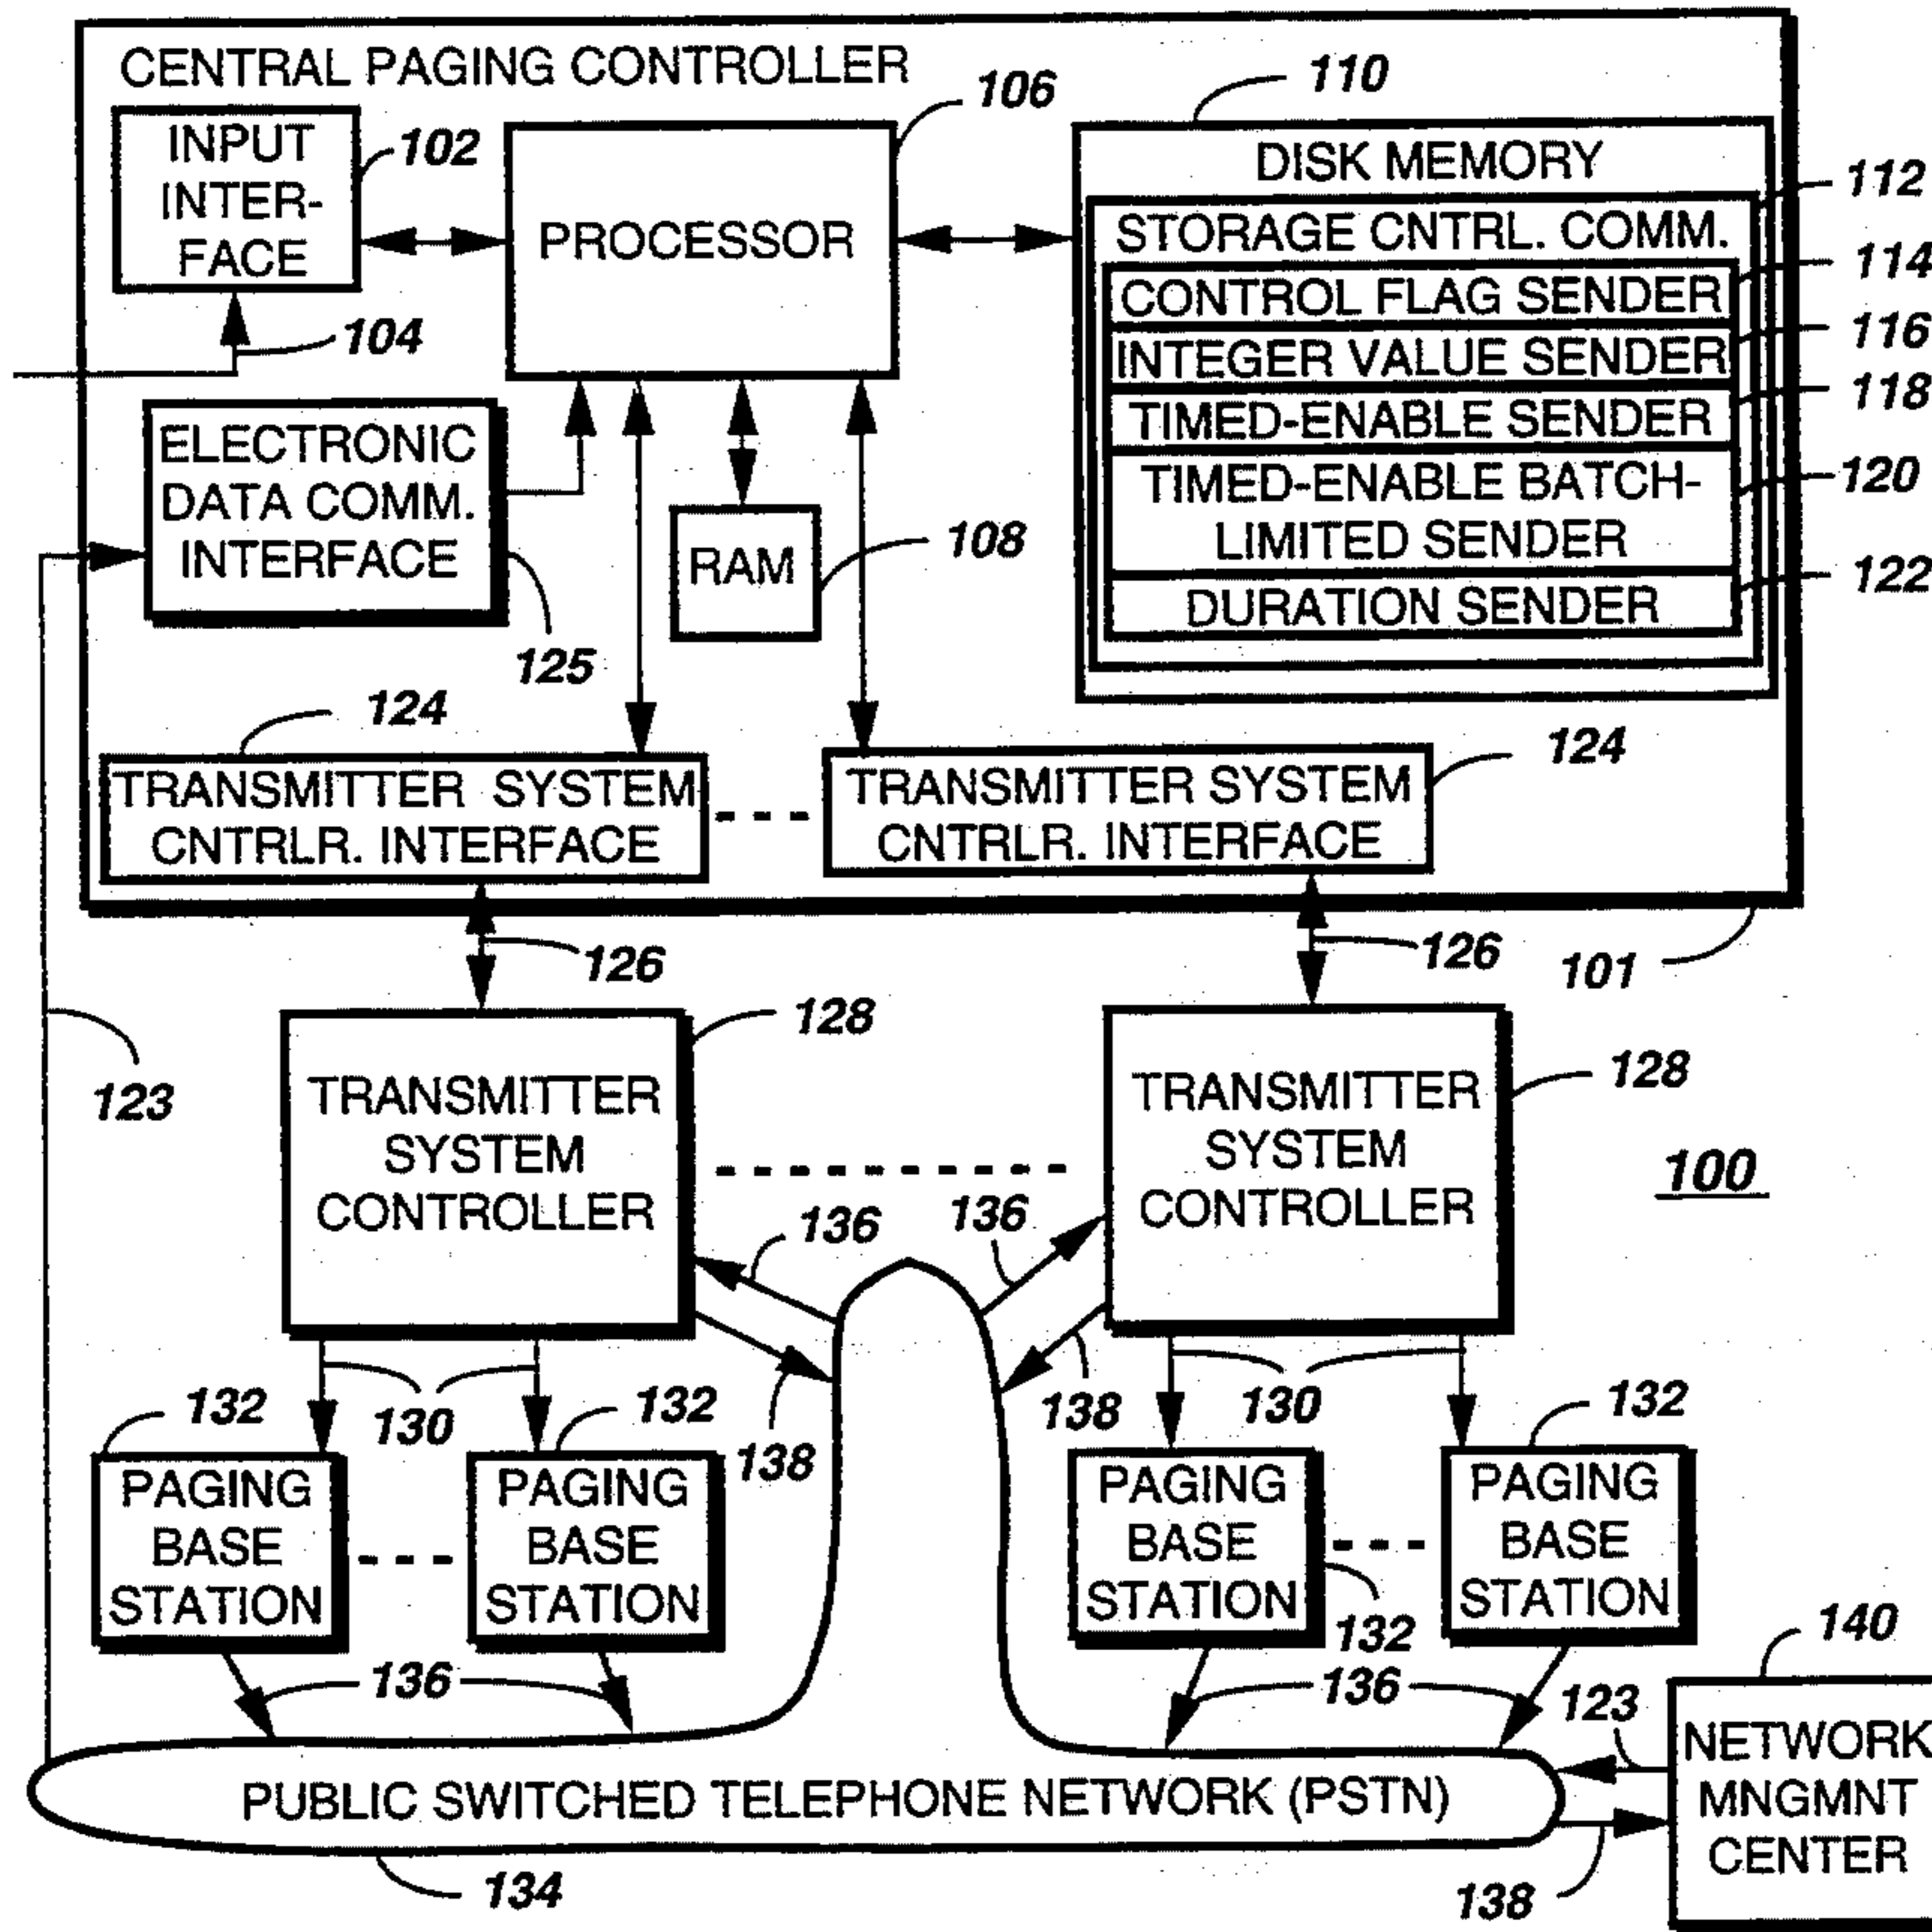 CENTRAL PAGING CONTROLLER
INPUT
INTER-
FACE
102
104
PROCESSOR
106
110
DISK MEMORY
112
STORAGE CNTRL. COMM.
114
CONTROL FLAG SENDER
116
INTEGER VALUE SENDER
118
TIMED-ENABLE SENDER
120
TIMED-ENABLE BATCH-
LIMITED SENDER
122
DURATION SENDER
ELECTRONIC
DATA COMM.
INTERFACE
125
RAM
108
124
TRANSMITTER SYSTEM
CNTRLR. INTERFACE
124
TRANSMITTER SYSTEM
CNTRLR. INTERFACE
126
126
101
123
128
TRANSMITTER
SYSTEM
CONTROLLER
128
TRANSMITTER
SYSTEM
CONTROLLER
100
136
136
138
138
130
130
132
PAGING
BASE
STATION
132
PAGING
BASE
STATION
PAGING
BASE
STATION
132
132
PAGING
BASE
STATION
136
136
123
140
NETWORK
MNGMNT
CENTER
PUBLIC SWITCHED TELEPHONE NETWORK (PSTN)
134
138